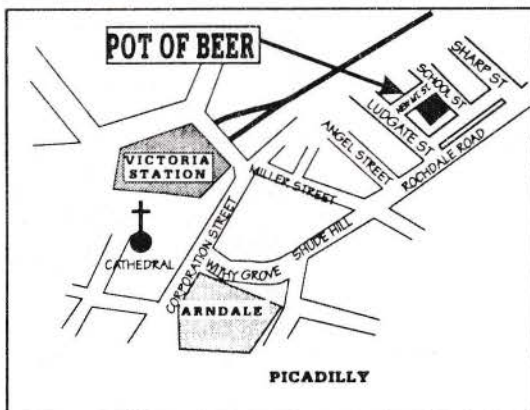 POT OF BEER
SHARP ST
SCHOOL ST
NEW MT. ST.
LUDGATE ST
ANGEL STREET
ROCHDALE ROAD
VICTORIA
STATION
MILLER STREET
SHUDE HILL
CATHEDRAL
CORPORATION STREET
WITHY GROVE
ARNDALE
PICADILLY